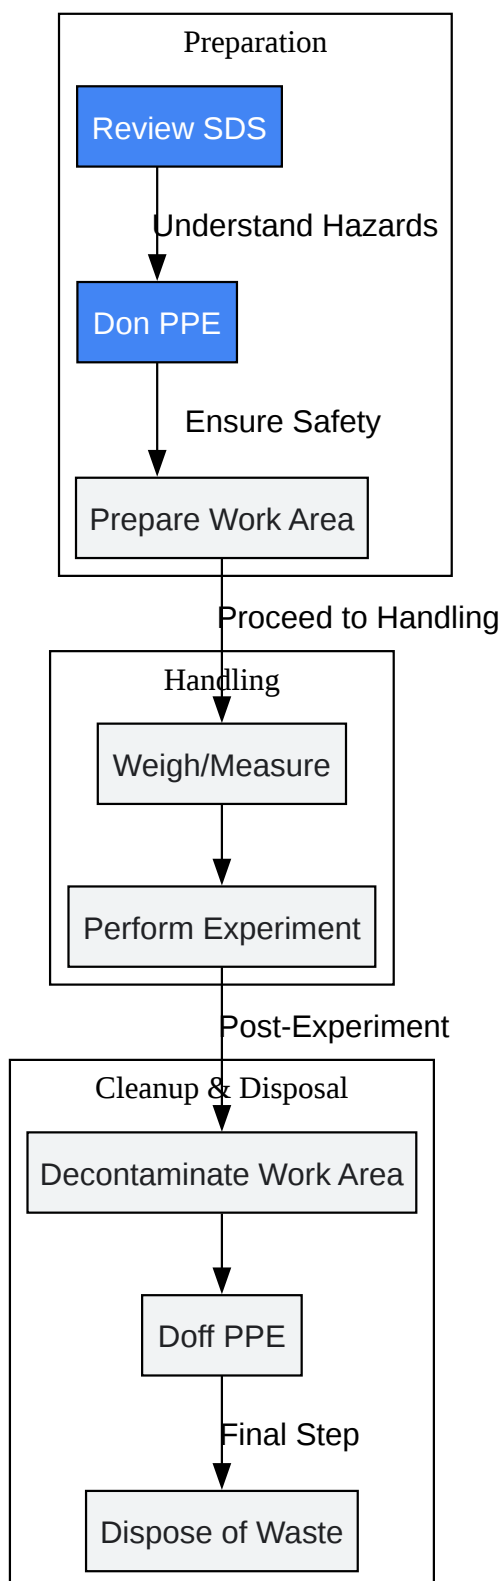 Preparation
Review SDS
Understand Hazards
Don PPE
Ensure Safety
Prepare Work Area
Proceed to Handling
Handling
Weigh/Measure
Perform Experiment
Post-Experiment
Cleanup & Disposal
Decontaminate Work Area
Doff PPE
Final Step
Dispose of Waste